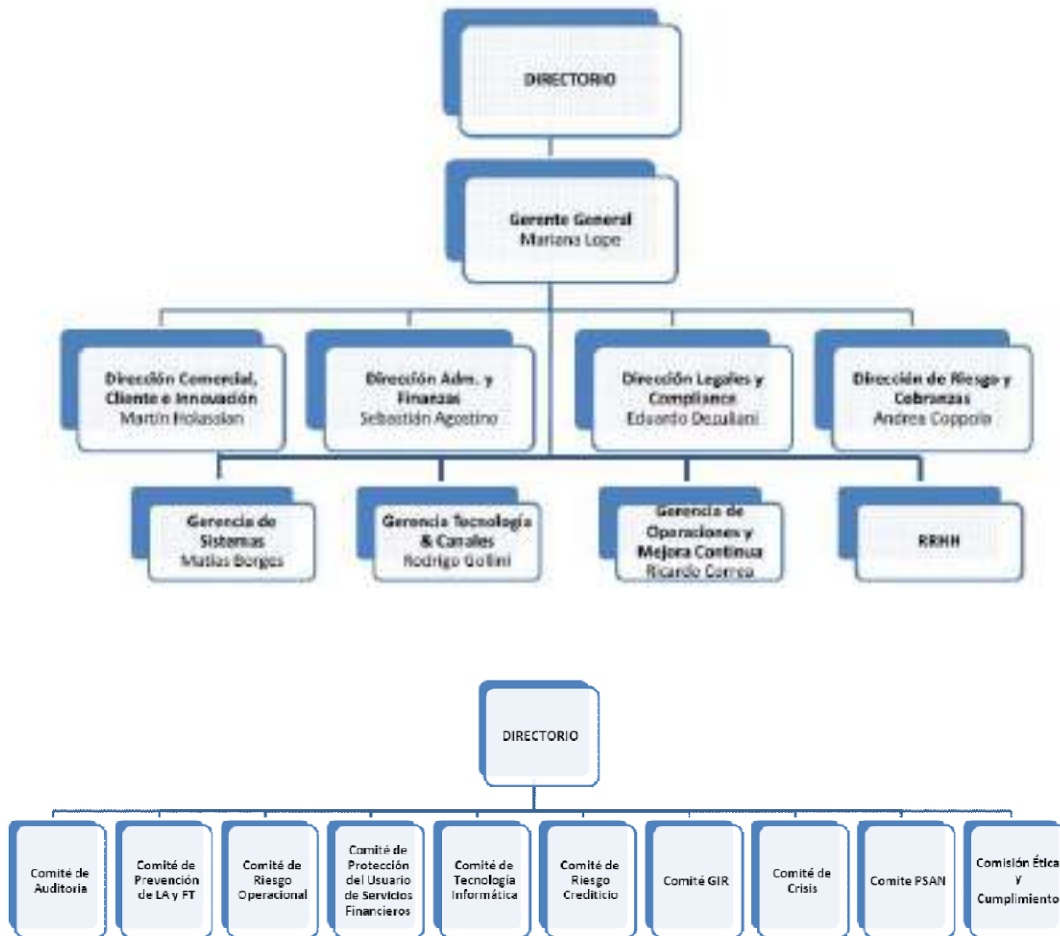 DIRECTORIO
Gerente General
Mariana Lope
Dirección Comercial,
Cliente e Innovación
Martín
Dirección Adm. y
Finanzas
Sebastián Agostino
Dirección Legales y
Compliance
Eduardo
Dirección de Riesgo y
Cobranzas
Andrea Coppola
Gerencia de
Sistemas
Matías Borges
Gerencia Tecnología
& Canales
Rodrigo
Gerencia de
Operaciones y
Mejora Continua
Ricardo Correa
RRHH
DIRECTORIO
Comité de
Auditoria
Comité de
Prevención
de LA y FT
Comité de
Riesgo
Operacional
Comité de
Protección
del Usuario
de Servicios
Financieros
Comité de
Tecnología
Informática
Comité de
Riesgo
Crediticio
Comité GIR
Comité de
Crisis
Comite PSAN
Comisión Ética
y
Cumplimiento